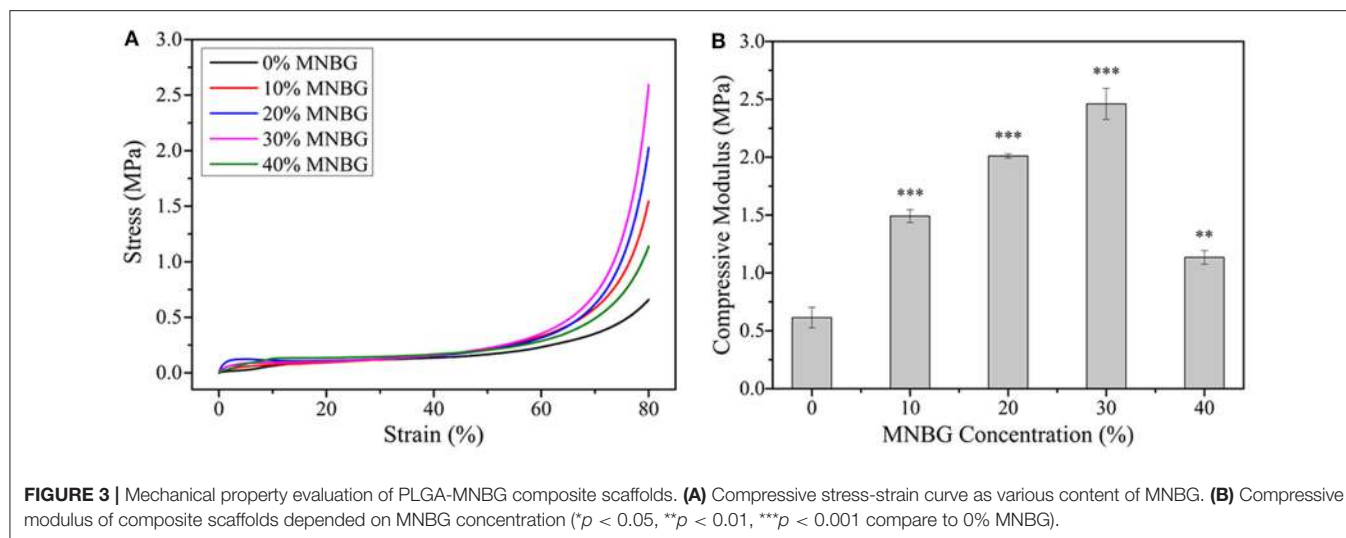 A
3.0
2.5
2.0
1.5
1.0
0.5
0.0
Stress (MPa)
0% MNBG
10% MNBG
20% MNBG
30% MNBG
40% MNBG
0 20 40 60 80
Strain (%)
B
3.0
2.5
2.0
1.5
1.0
0.5
0.0
Compressive Modulus (MPa)
***
***
***
**
0 10 20 30 40
MNBG Concentration (%)
FIGURE 3 | Mechanical property evaluation of PLGA-MNBG composite scaffolds. (A) Compressive stress-strain curve as various content of MNBG. (B) Compressive
modulus of composite scaffolds depended on MNBG concentration (*p < 0.05, **p < 0.01, ***p < 0.001 compare to 0% MNBG).